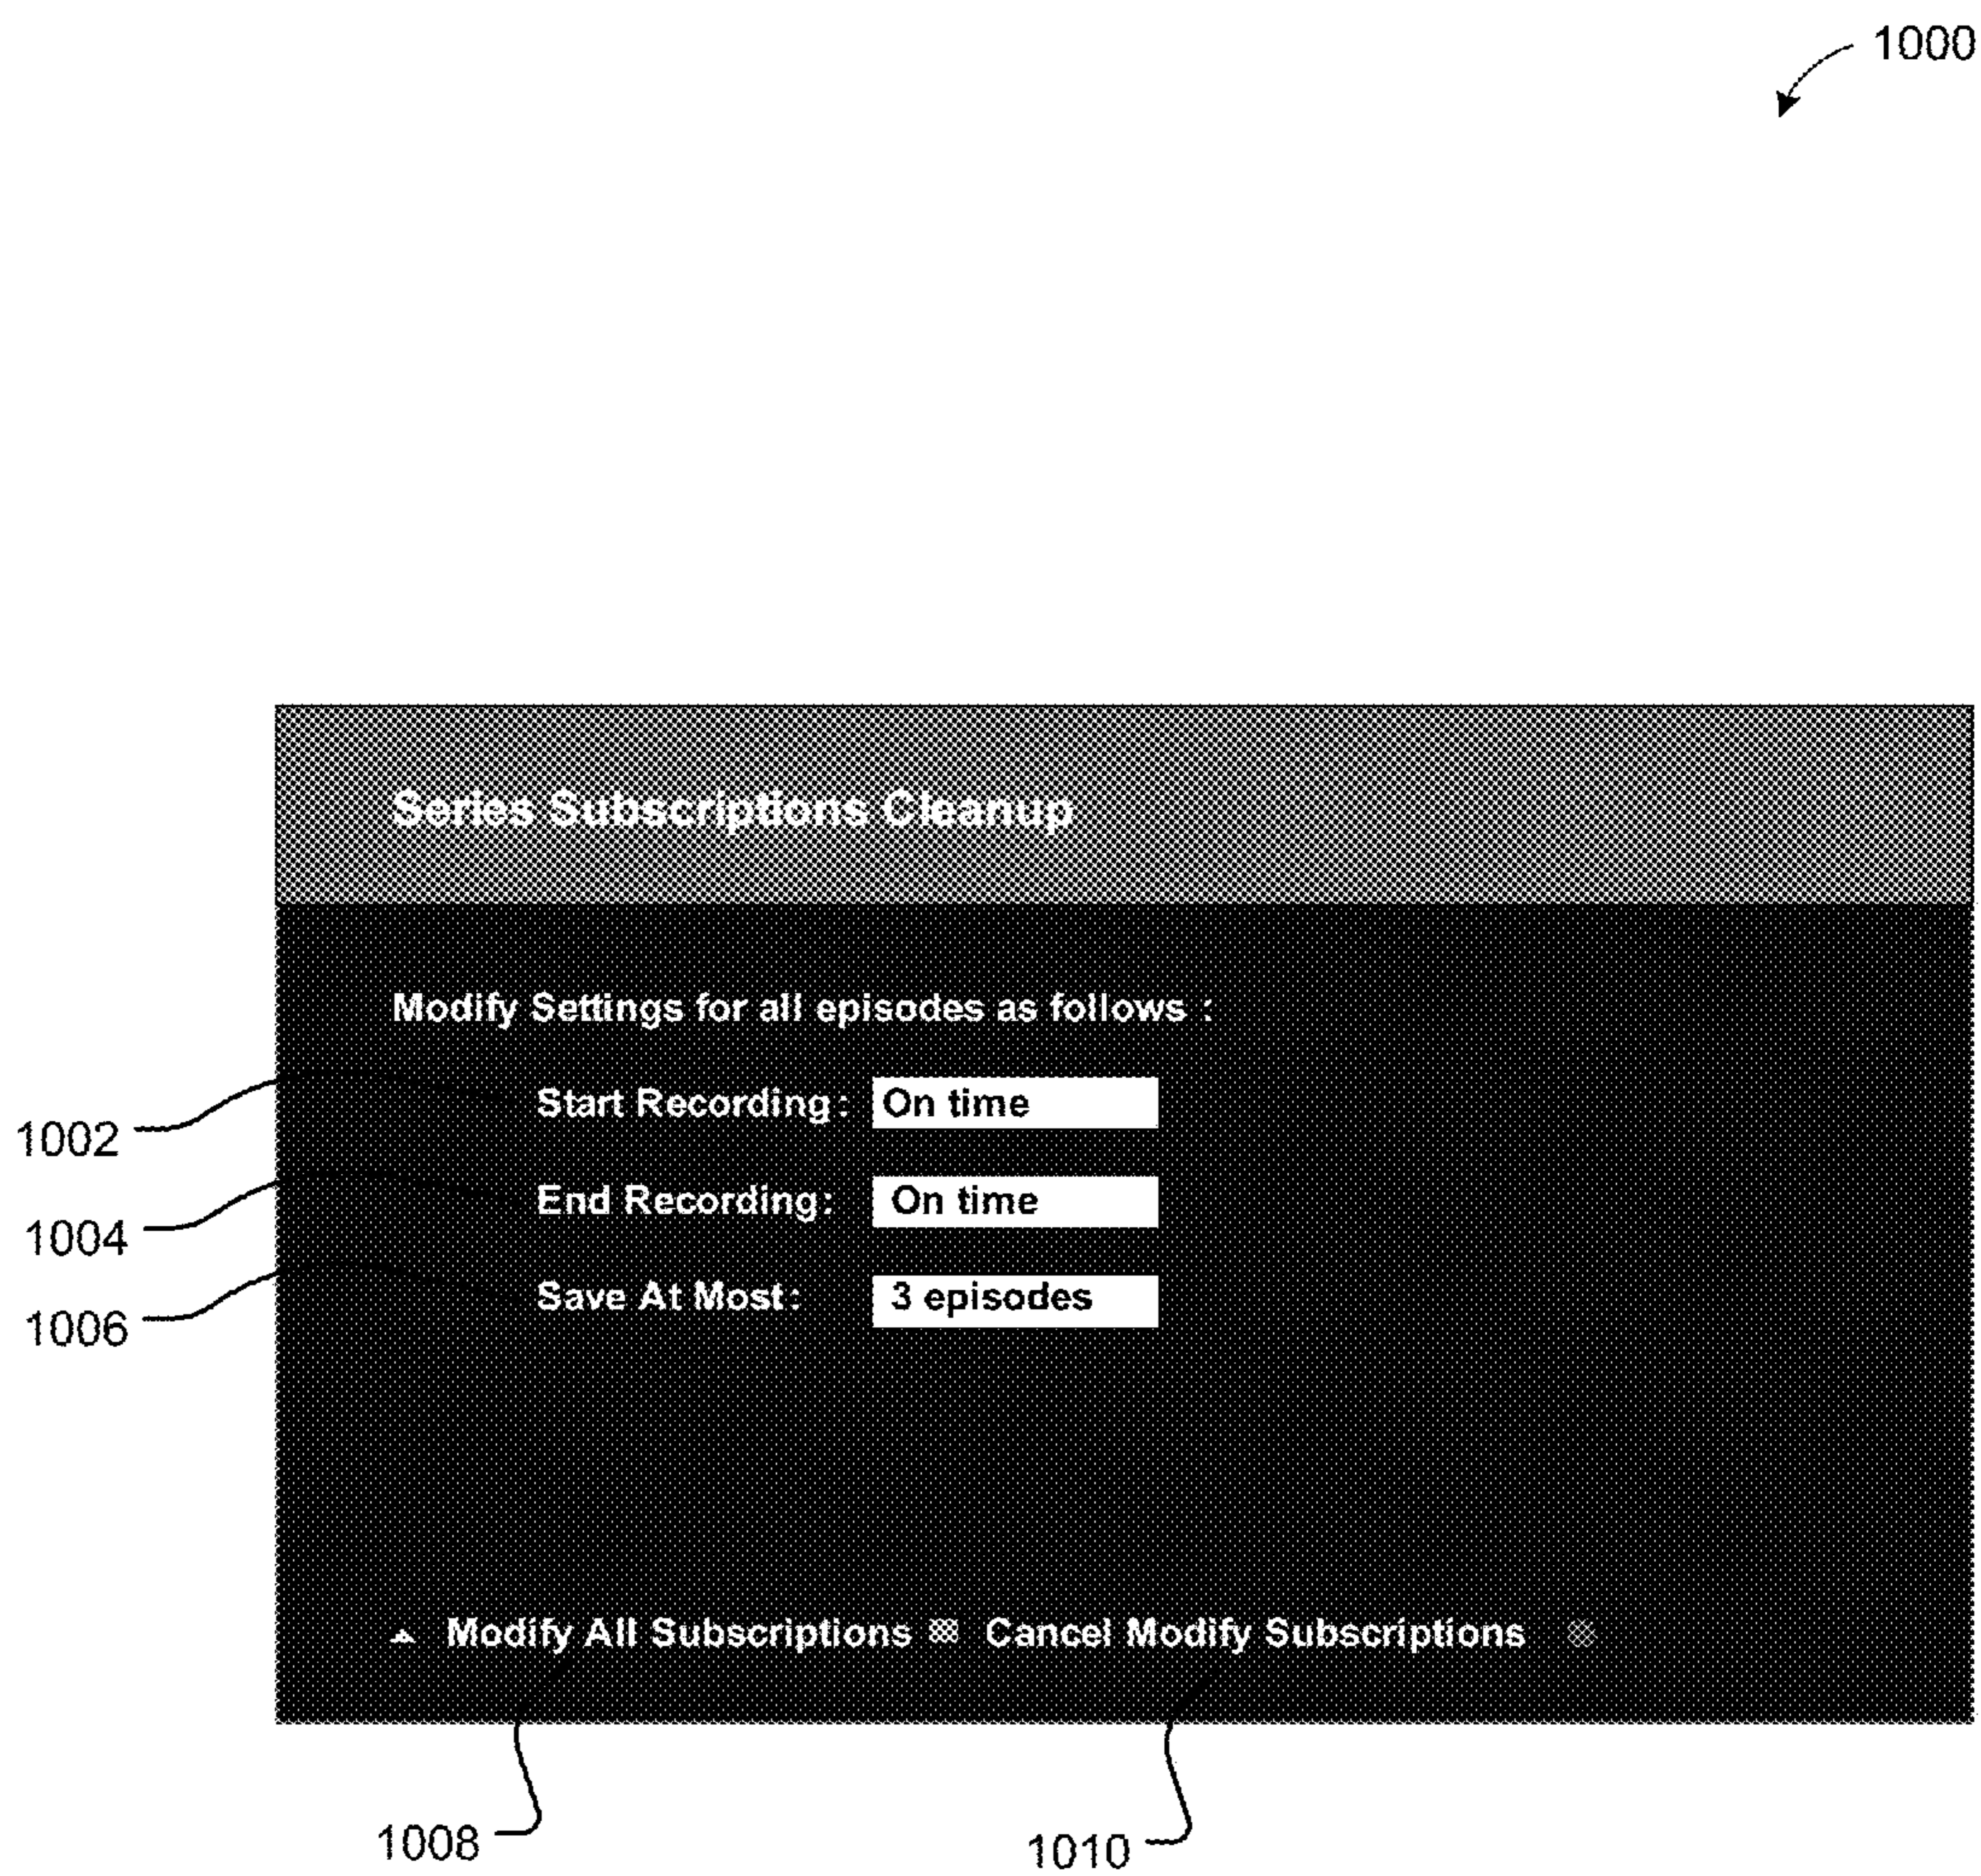 1000
Series Subscriptions Cleanup
Modify Settings for all episodes as follows :
1002
Start Recording: On time
1004
End Recording: On time
1006
Save At Most: 3 episodes
Modify All Subscriptions Cancel Modify Subscriptions
1008
1010